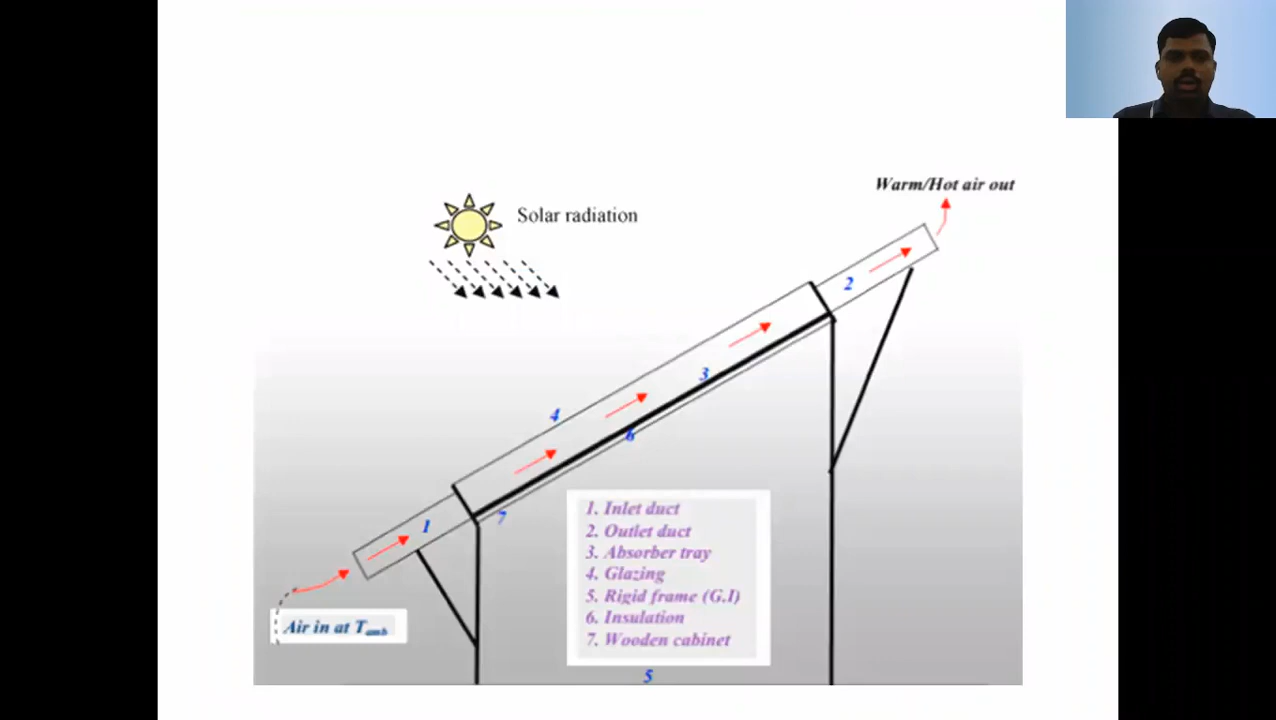 Warm/Hot air out
Solar radiation
2
3
4
6
7
1
1. Inlet duct
2. Outlet duct
3. Absorber tray
4. Glazing
5. Rigid frame (G.I)
6. Insulation
7. Wooden cabinet
Air in at Tamb
5